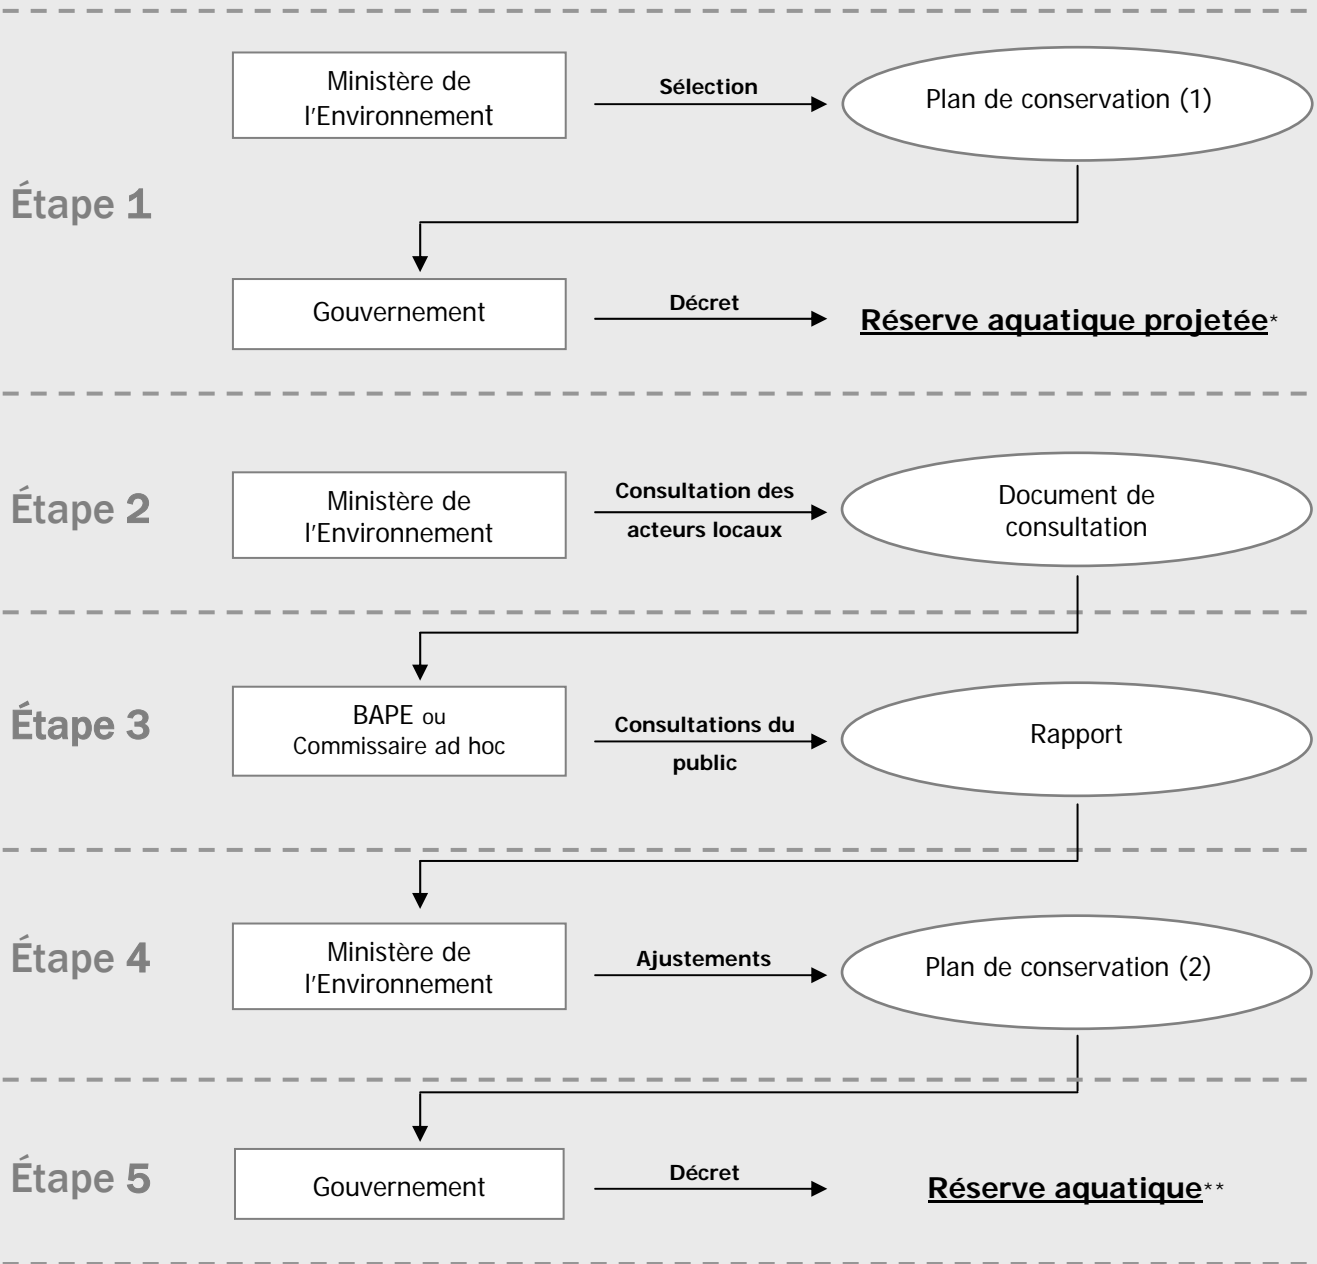 Étape 1
Ministère de
l'Environnement
Sélection
Plan de conservation (1)
Gouvernement
Décret
Réserve aquatique projetée*
Étape 2
Ministère de
l'Environnement
Consultation des
acteurs locaux
Document de
consultation
Étape 3
BAPE ou
Commissaire ad hoc
Consultations du
public
Rapport
Étape 4
Ministère de
l'Environnement
Ajustements
Plan de conservation (2)
Étape 5
Gouvernement
Décret
Réserve aquatique**